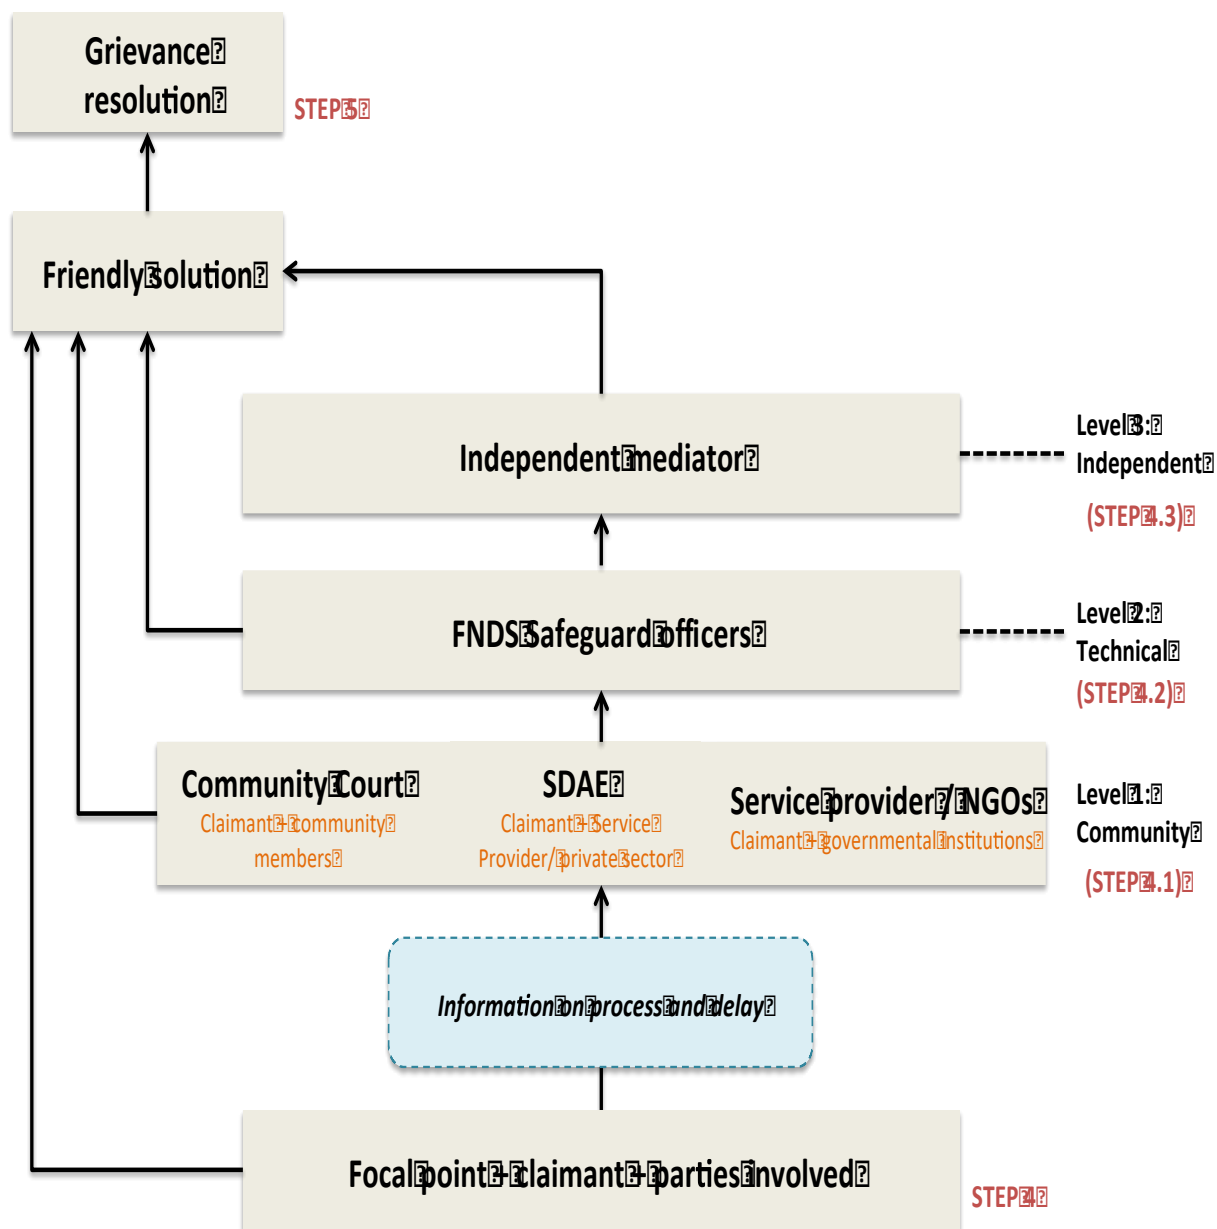 Grievance
resolution
STEP 5
Friendly solution
Independent mediator
Level 3:
Independent
(STEP 4.3)
FNDS Safeguard officers
Level 2:
Technical
(STEP 4.2)
Community Court
Claimant + community
members
SDAE
Claimant + Service
Provider/ private sector
Service provider / NGOs
Claimant + governmental institutions
Level 1:
Community
(STEP 4.1)
Information on process and delay
Focal point + claimant + parties involved
STEP 4